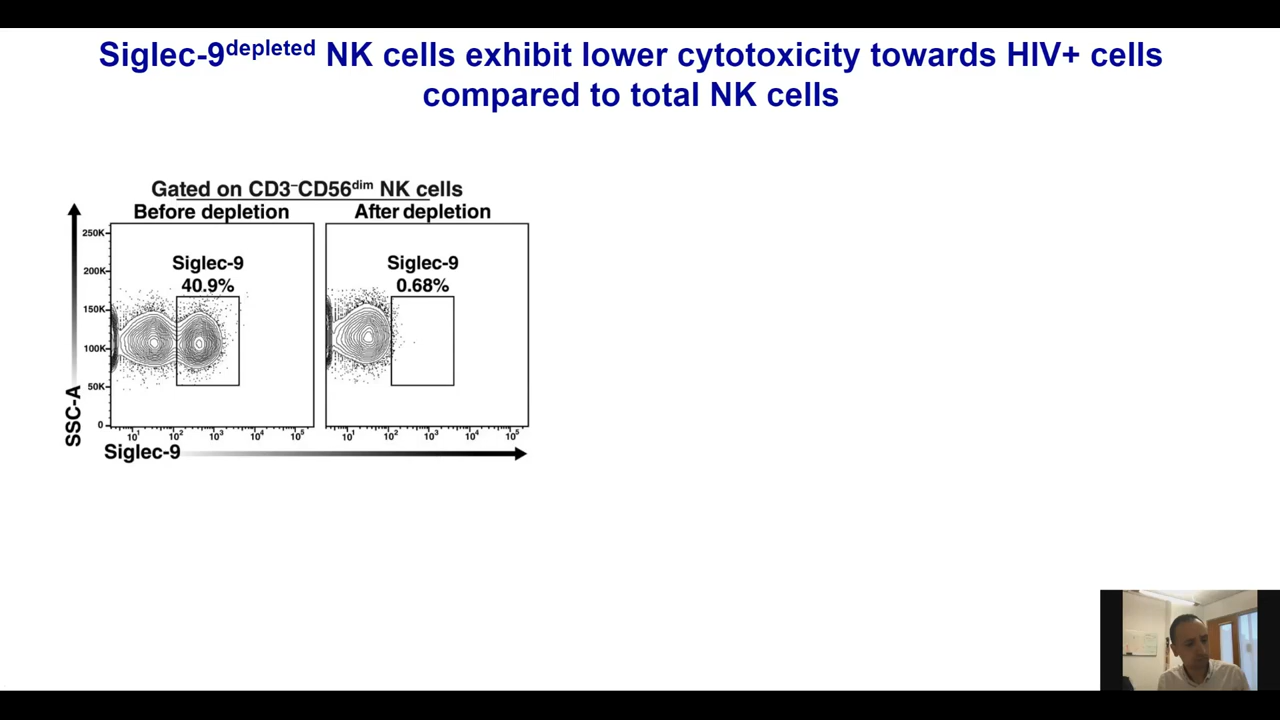 Siglec-9depleted NK cells exhibit lower cytotoxicity towards HIV+ cells
compared to total NK cells
Gated on CD3–CD56dim NK cells
Before depletion
After depletion
250K
200K
150K
100K
50K
0
Siglec-9
40.9%
Siglec-9
0.68%
10¹ 10² 10³ 10⁴ 10⁵
10¹ 10² 10³ 10⁴ 10⁵
SSC-A
Siglec-9